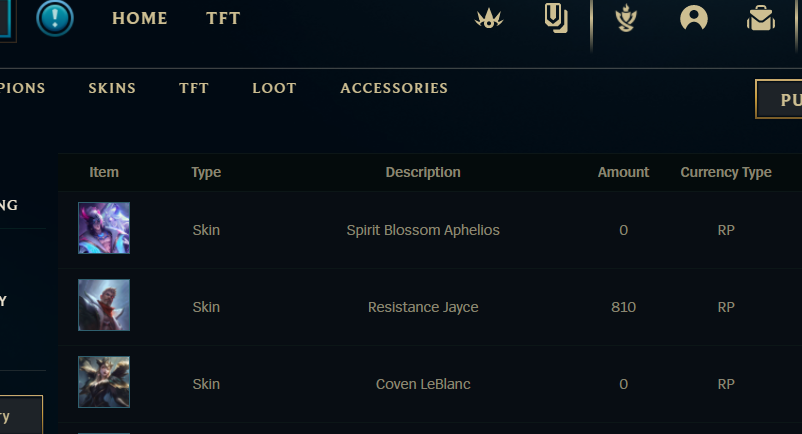 HOME TFT
PIONS SKINS TFT LOOT ACCESSORIES
PU
Item Type Description Amount Currency Type
NG
Skin Spirit Blossom Aphelios 0 RP
Y
Skin Resistance Jayce 810 RP
Skin Coven LeBlanc 0 RP
ry